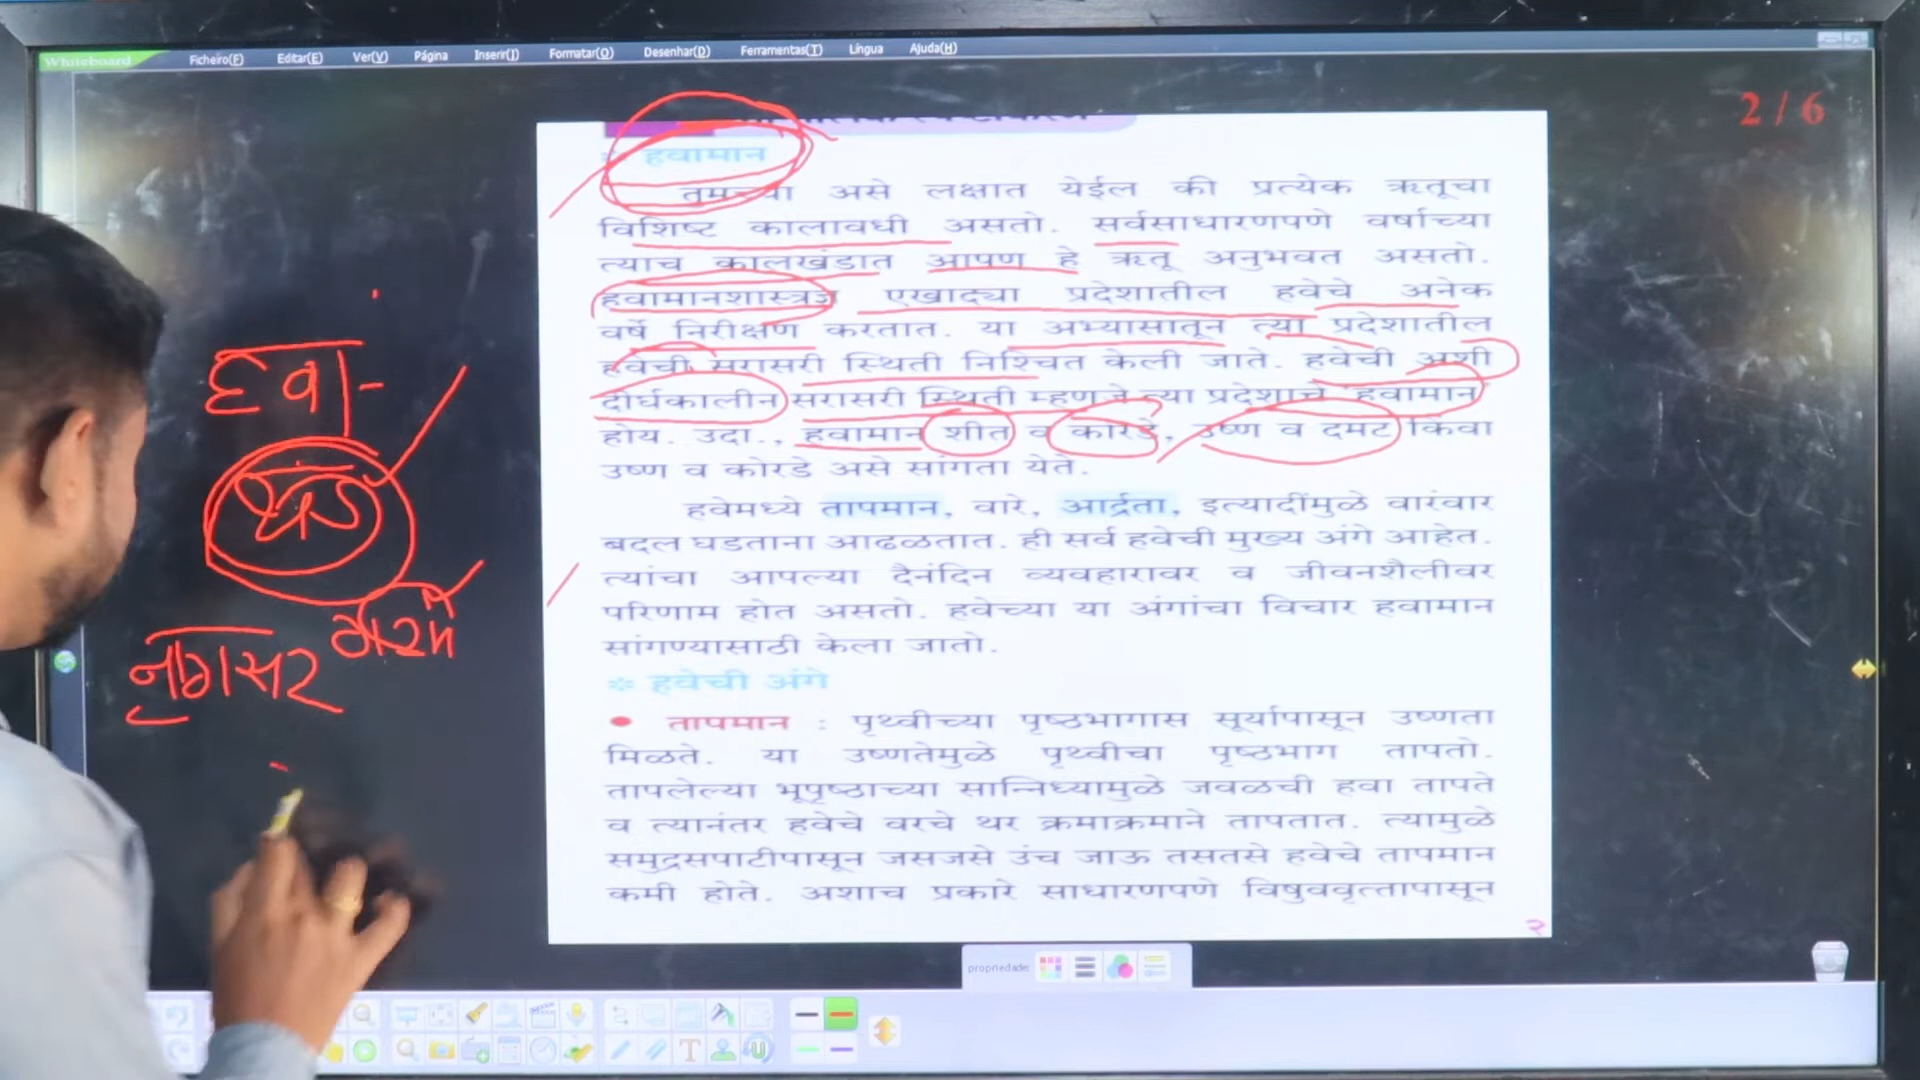 Whiteboard Ficheiro(F) Editar(E) Ver(V) Página Inserir(I) Formatar(O) Desenhar(D) Ferramentas(T) Língua Ajuda(H)
2 / 6
हवामान
तुमच्या असे लक्षात येईल की प्रत्येक ऋतूचा
विशिष्ट कालावधी असतो. सर्वसाधारणपणे वर्षाच्या
त्याच कालखंडात आपण हे ऋतू अनुभवत असतो.
हवामानशास्त्रज्ञ एखाद्या प्रदेशातील हवेचे अनेक
वर्षे निरीक्षण करतात. या अभ्यासातून त्या प्रदेशातील
हवेची सरासरी स्थिती निश्चित केली जाते. हवेची अशी
दीर्घकालीन सरासरी स्थिती म्हणजे त्या प्रदेशाचे हवामान
होय. उदा., हवामान शीत व कोरडे, उष्ण व दमट किंवा
उष्ण व कोरडे असे सांगता येते.
हवेमध्ये तापमान, वारे, आर्द्रता, इत्यादींमुळे वारंवार
बदल घडताना आढळतात. ही सर्व हवेची मुख्य अंगे आहेत.
त्यांचा आपल्या दैनंदिन व्यवहारावर व जीवनशैलीवर
परिणाम होत असतो. हवेच्या या अंगांचा विचार हवामान
सांगण्यासाठी केला जातो.
❇ हवेची अंगे
• तापमान : पृथ्वीच्या पृष्ठभागास सूर्यापासून उष्णता
मिळते. या उष्णतेमुळे पृथ्वीचा पृष्ठभाग तापतो.
तापलेल्या भूपृष्ठाच्या सान्निध्यामुळे जवळची हवा तापते
व त्यानंतर हवेचे वरचे थर क्रमाक्रमाने तापतात. त्यामुळे
समुद्रसपाटीपासून जसजसे उंच जाऊ तसतसे हवेचे तापमान
कमी होते. अशाच प्रकारे साधारणपणे विषुववृत्तापासून
२
हवा -
गरम
नागसर
propriedade: